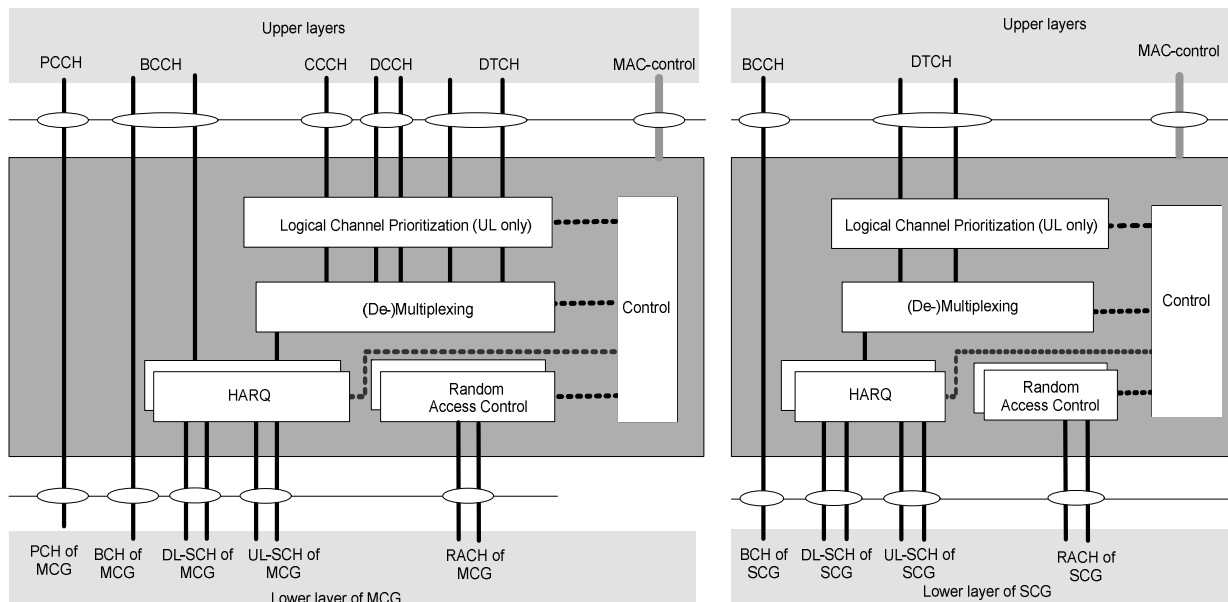 Upper layers
PCCH
BCCH
CCCH
DCCH
DTCH
MAC-control
Logical Channel Prioritization (UL only)
(De-)Multiplexing
Control
HARQ
Random
Access Control
PCH of
MCG
BCH of
MCG
DL-SCH of
MCG
UL-SCH of
MCG
RACH of
MCG
Lower layer of MCG
Upper layers
BCCH
DTCH
MAC-control
Logical Channel Prioritization (UL only)
(De-)Multiplexing
Control
HARQ
Random
Access Control
BCH of
SCG
DL-SCH of
SCG
UL-SCH of
SCG
RACH of
SCG
Lower layer of SCG